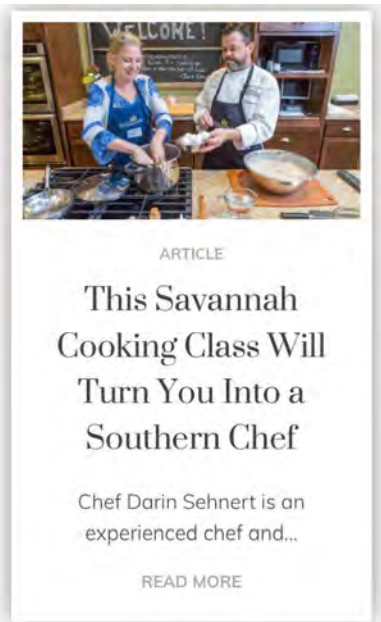 WELCOME!
ARTICLE
This Savannah
Cooking Class Will
Turn You Into a
Southern Chef
Chef Darin Sehnert is an
experienced chef and...
READ MORE